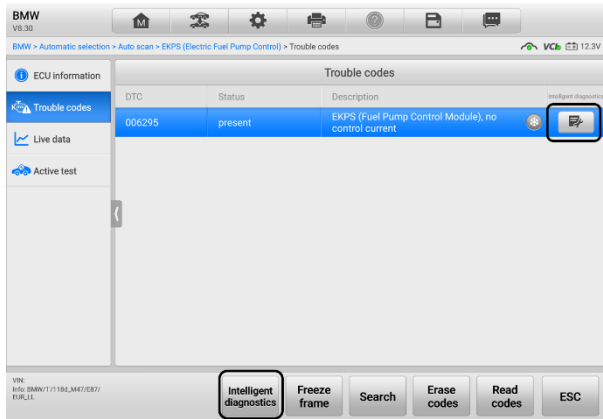 BMW
V8.30
M
?
BMW > Automatic selection > Auto scan > EKPS (Electric Fuel Pump Control) > Trouble codes
VCI 12.3V
ECU information
Trouble codes
Live data
Active test
Trouble codes
DTC Status Description Intelligent diagnostics
006295 present EKPS (Fuel Pump Control Module), no
control current
VIN:
Info: BMW/1'/118d_M47/E87/
EUR_LL
Intelligent
diagnostics
Freeze
frame
Search
Erase
codes
Read
codes
ESC